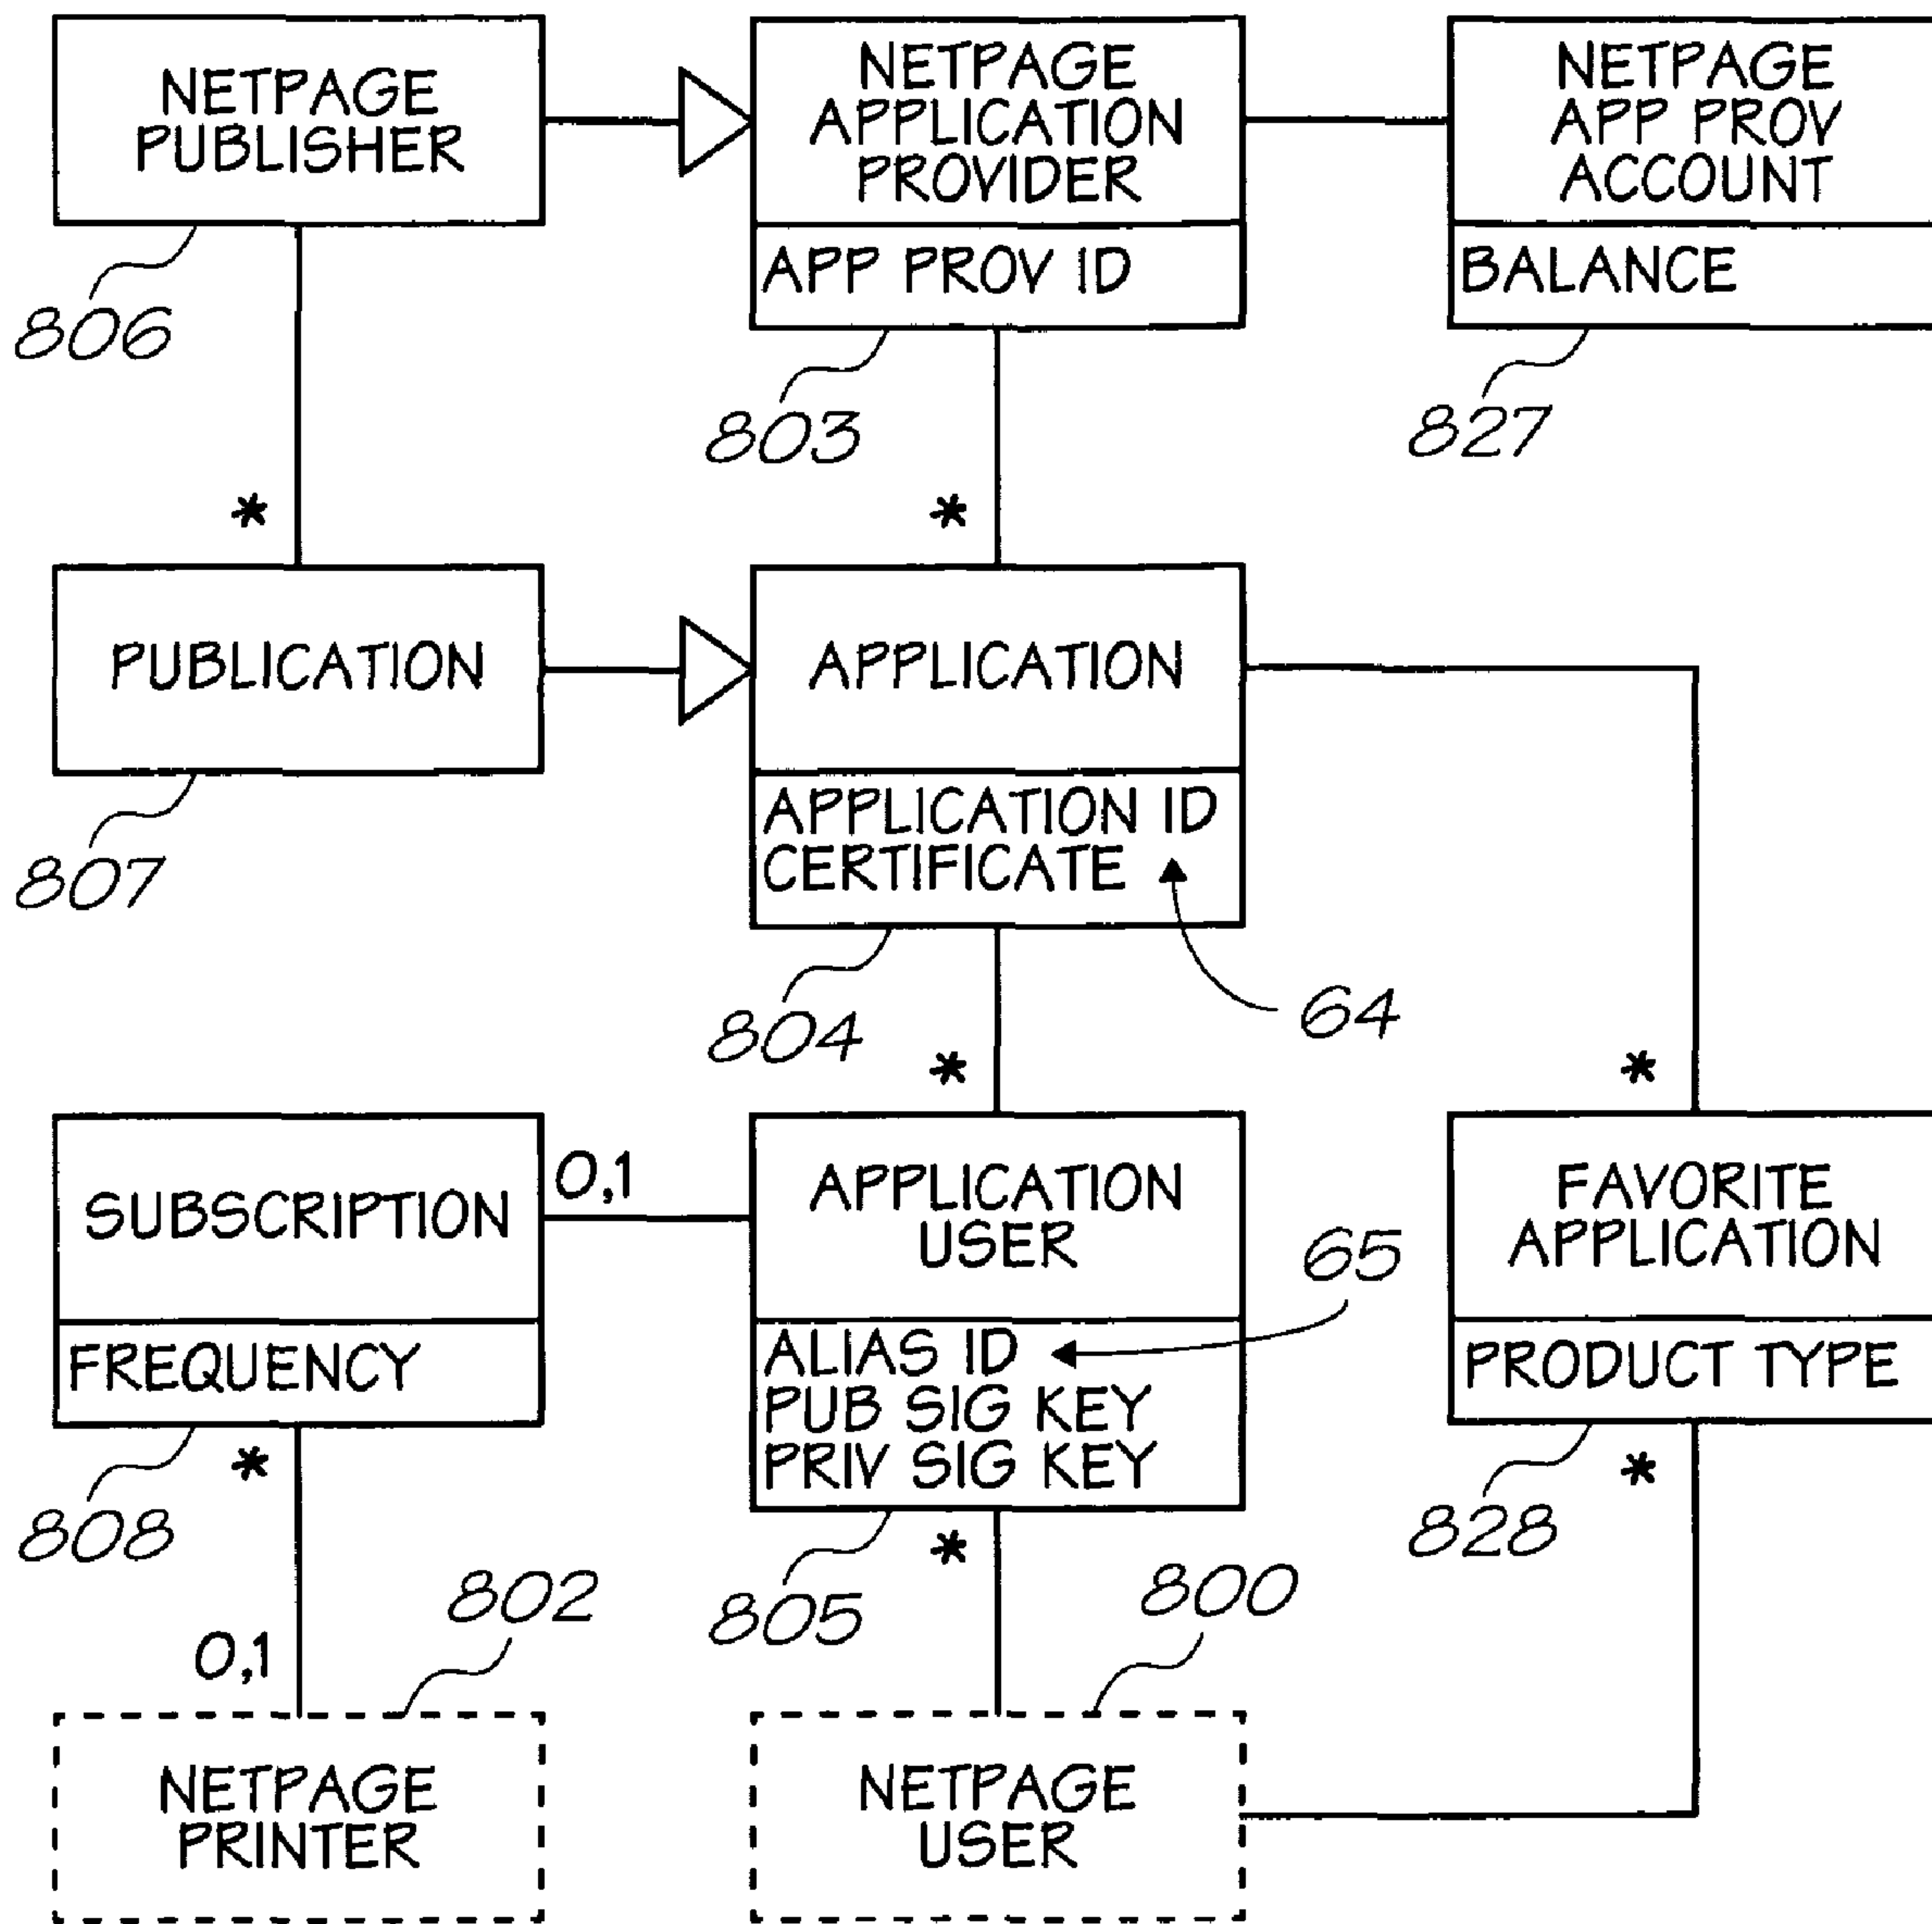 NETPAGE
PUBLISHER
806
NETPAGE
APPLICATION
PROVIDER
APP PROV ID
803
NETPAGE
APP PROV
ACCOUNT
BALANCE
827
*
*
PUBLICATION
807
APPLICATION
APPLICATION ID
CERTIFICATE
804
64
*
*
SUBSCRIPTION
FREQUENCY
808
0,1
APPLICATION
USER
ALIAS ID
PUB SIG KEY
PRIV SIG KEY
805
65
FAVORITE
APPLICATION
PRODUCT TYPE
828
*
*
*
0,1
802
800
NETPAGE
PRINTER
NETPAGE
USER